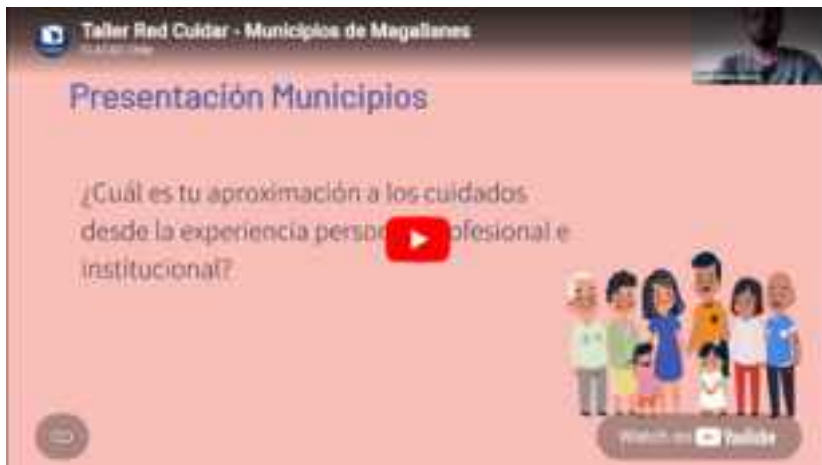 Taller Red Cuidar - Municipios de Magallanes
Presentación Municipios
¿Cuál es tu aproximación a los cuidados
desde la experiencia e
institucional?
Watch on YouTube